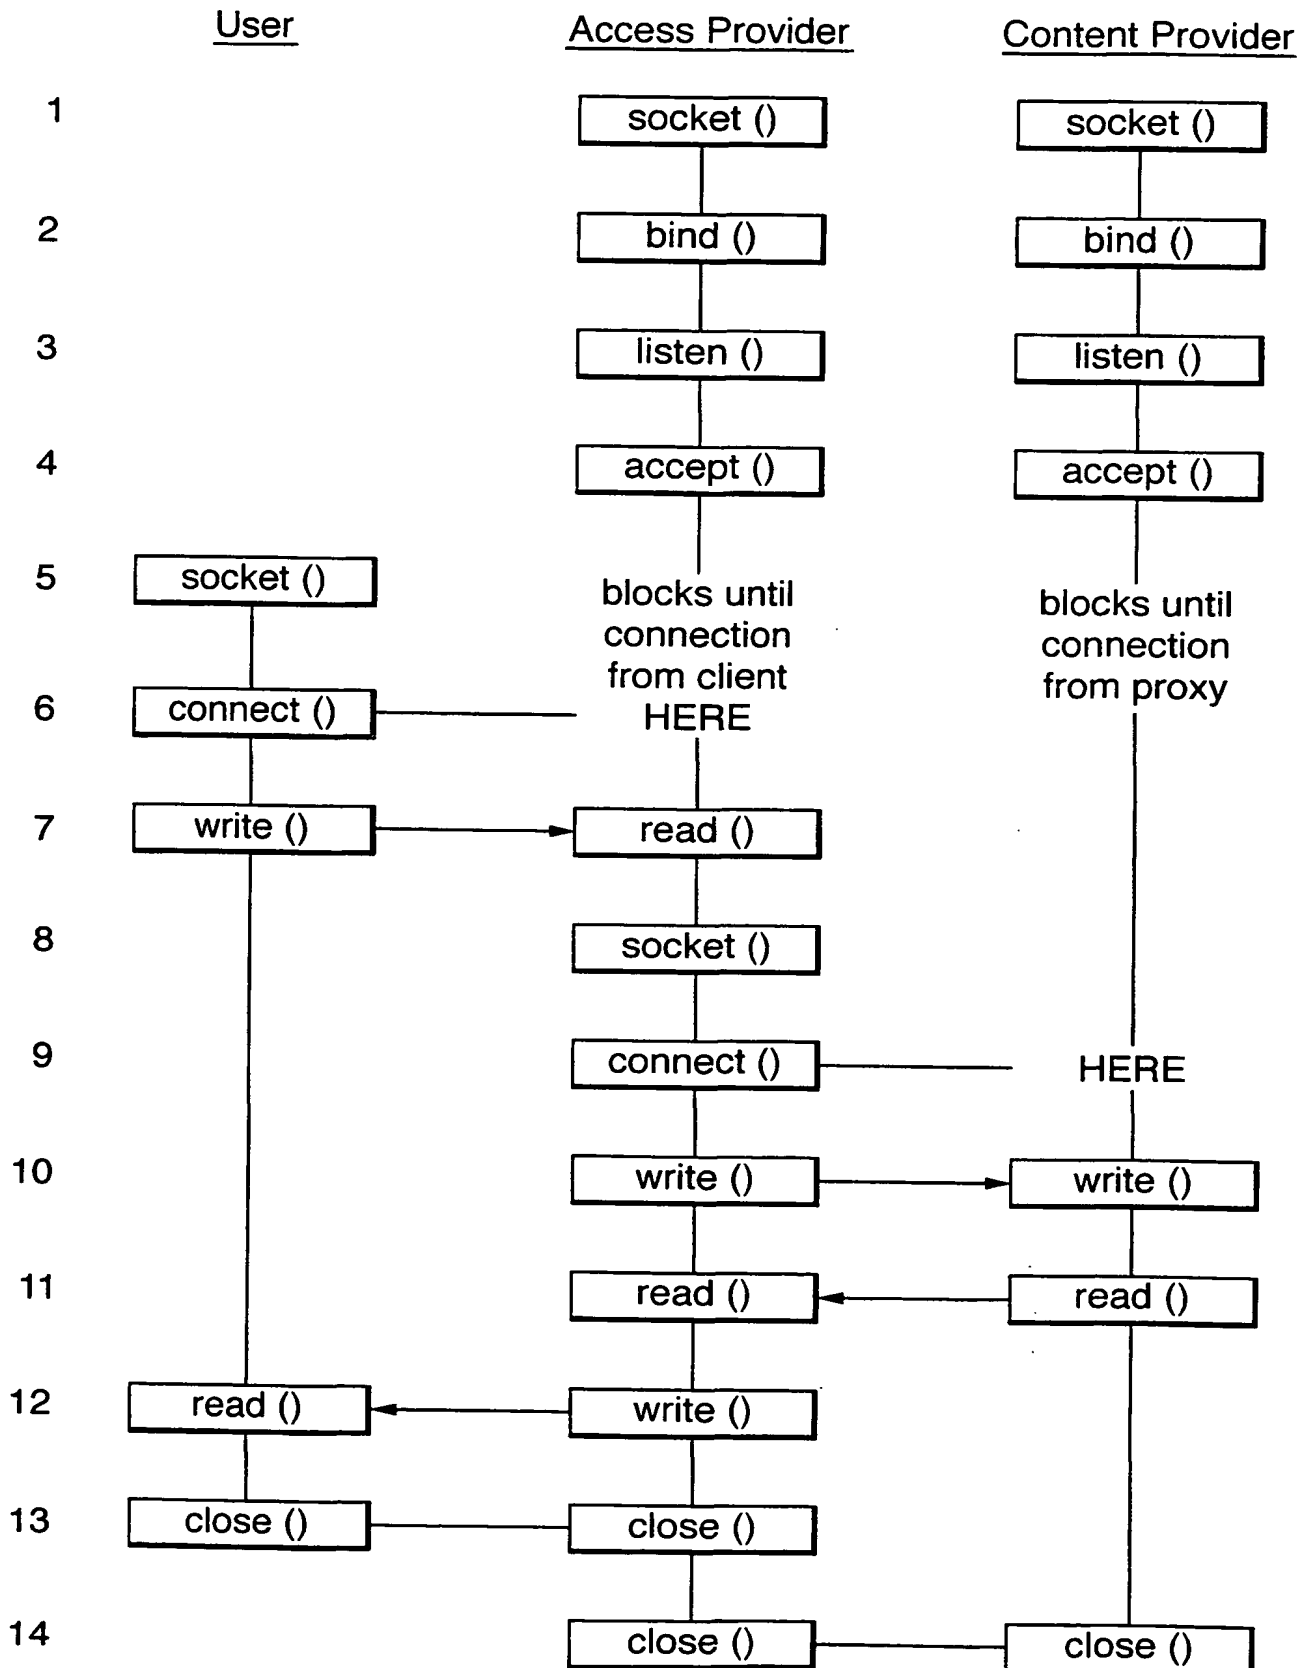 User Access Provider Content Provider
1 socket () socket ()
2 bind () bind ()
3 listen () listen ()
4 accept () accept ()
5 socket ()
blocks until blocks until
connection connection
from client from proxy
6 connect () HERE
7 write () read ()
8 socket ()
9 connect () HERE
10 write () write ()
11 read () read ()
12 read () write ()
13 close () close ()
14 close () close ()